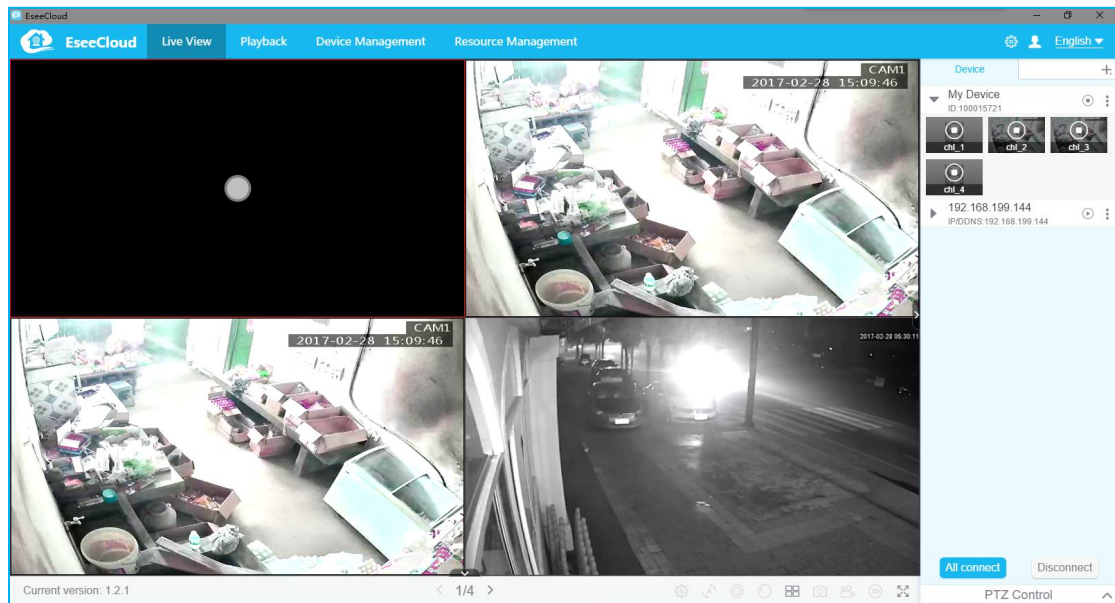 EseeCloud
EseeCloud Live View Playback Device Management Resource Management English
CAM1
2017-02-28 15:09:46
CAM1
2017-02-28 15:09:46
2017-02-28 05:30:11
Device
My Device
ID:100015721
chl_1 chl_2 chl_3
chl_4
192.168.199.144
IP/DDNS:192.168.199.144
All connect Disconnect
Current version: 1.2.1 1/4 PTZ Control